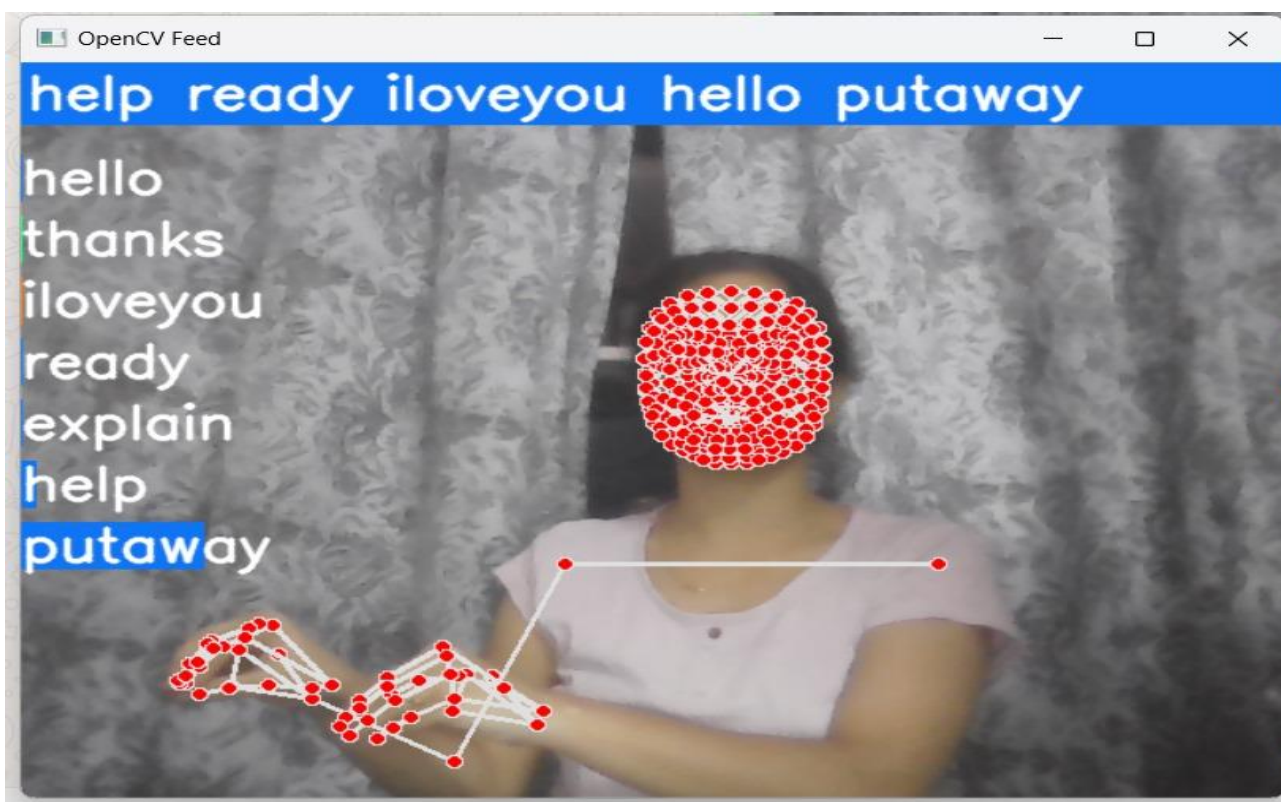 OpenCV Feed
help ready iloveyou hello putaway
hello
thanks
iloveyou
ready
explain
help
putaway